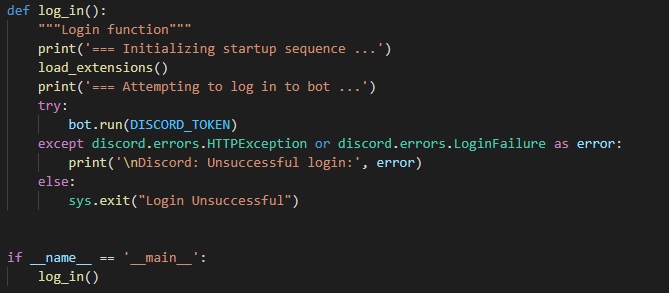 def log_in():
    """Login function"""
    print('=== Initializing startup sequence ...')
    load_extensions()
    print('=== Attempting to log in to bot ...')
    try:
        bot.run(DISCORD_TOKEN)
    except discord.errors.HTTPException or discord.errors.LoginFailure as error:
        print('\nDiscord: Unsuccessful login:', error)
    else:
        sys.exit("Login Unsuccessful")
if __name__ == '__main__':
    log_in()